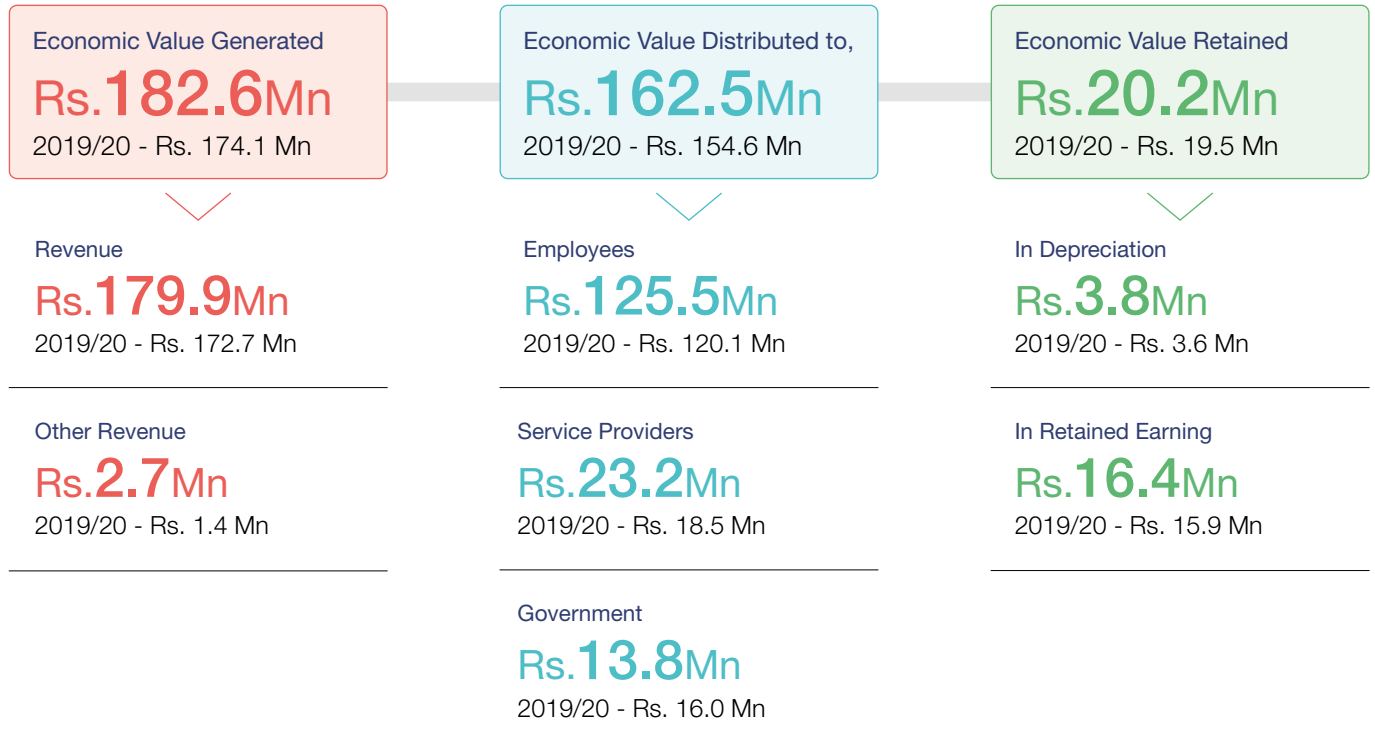 Economic Value Generated
Rs.182.6Mn
2019/20 - Rs. 174.1 Mn
Revenue
Rs.179.9Mn
2019/20 - Rs. 172.7 Mn
Other Revenue
Rs.2.7Mn
2019/20 - Rs. 1.4 Mn
Economic Value Distributed to,
Rs.162.5Mn
2019/20 - Rs. 154.6 Mn
Employees
Rs.125.5Mn
2019/20 - Rs. 120.1 Mn
Service Providers
Rs.23.2Mn
2019/20 - Rs. 18.5 Mn
Government
Rs.13.8Mn
2019/20 - Rs. 16.0 Mn
Economic Value Retained
Rs.20.2Mn
2019/20 - Rs. 19.5 Mn
In Depreciation
Rs.3.8Mn
2019/20 - Rs. 3.6 Mn
In Retained Earning
Rs.16.4Mn
2019/20 - Rs. 15.9 Mn